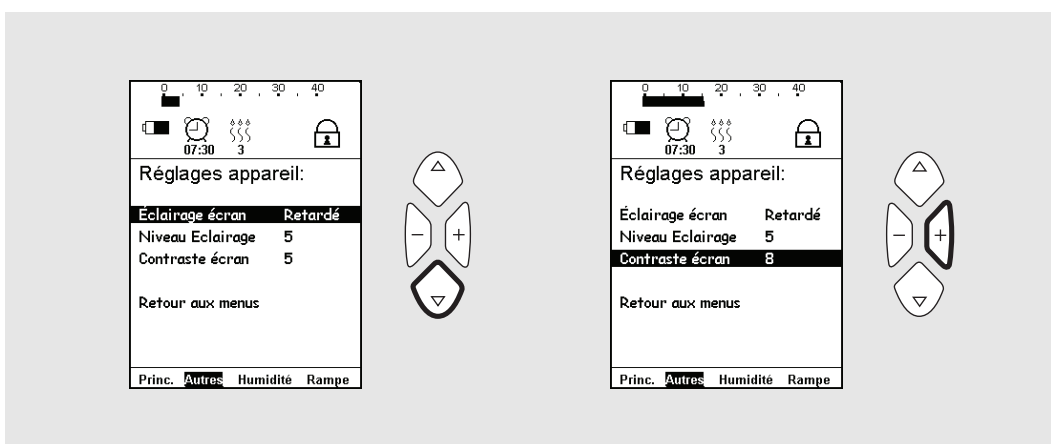 0 10 20 30 40
07:30 3
Réglages appareil:
Éclairage écran Retardé
Niveau Eclairage 5
Contraste écran 5
Retour aux menus
Princ. Autres Humidité Rampe
- +
0 10 20 30 40
07:30 3
Réglages appareil:
Éclairage écran Retardé
Niveau Eclairage 5
Contraste écran 8
Retour aux menus
Princ. Autres Humidité Rampe
- +